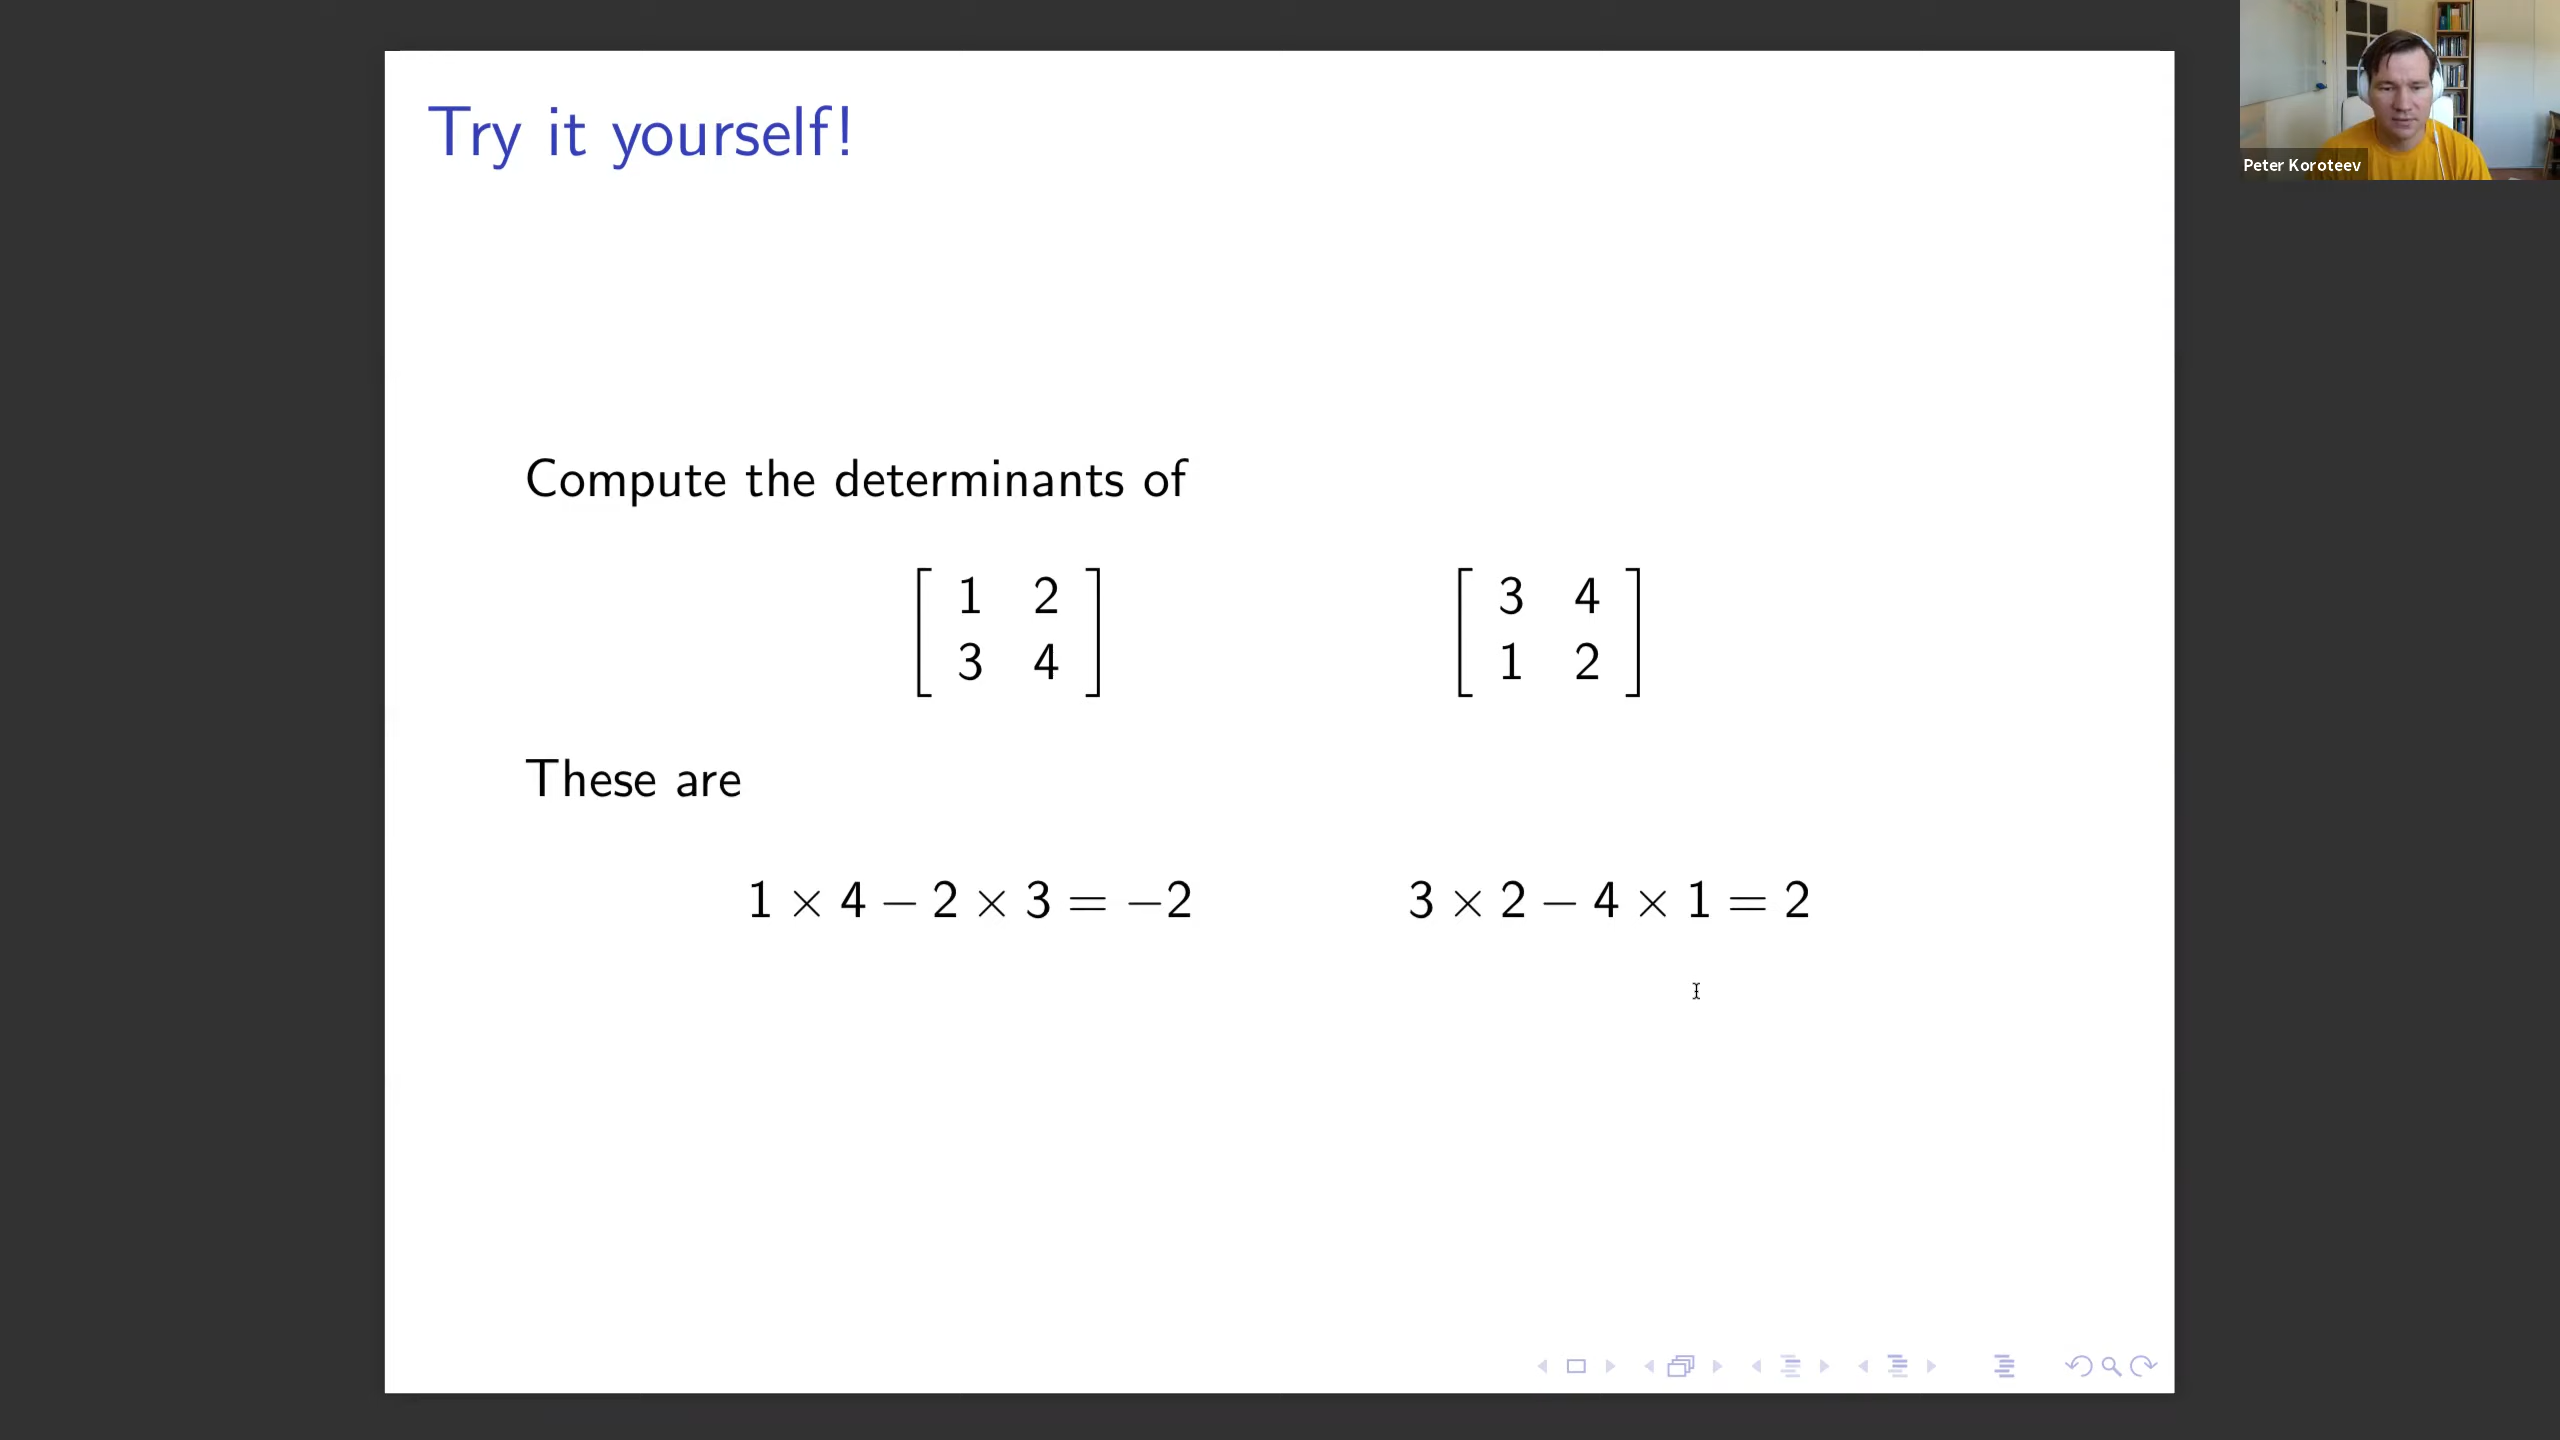 Try it yourself!
Peter Koroteev
Compute the determinants of
[ 1 2 ] [ 3 4 ]
[ 3 4 ] [ 1 2 ]
These are
1 × 4 − 2 × 3 = −2 3 × 2 − 4 × 1 = 2